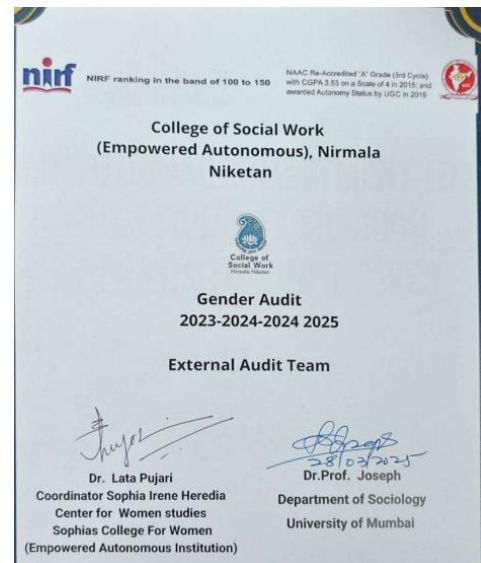 nirf
NIRF ranking in the band of 100 to 150
NAAC Re-Accredited "A" Grade (3rd Cycle)
with CGPA 3.53 on a Scale of 4 in 2015; and
awarded Autonomy Status by UGC in 2016
College of Social Work
(Empowered Autonomous), Nirmala
Niketan
College of
Social Work
Nirmala Niketan
Gender Audit
2023-2024-2024 2025
External Audit Team
28/03/2025
Dr. Lata Pujari
Coordinator Sophia Irene Heredia
Center for Women studies
Sophias College For Women
(Empowered Autonomous Institution)
Dr.Prof. Joseph
Department of Sociology
University of Mumbai